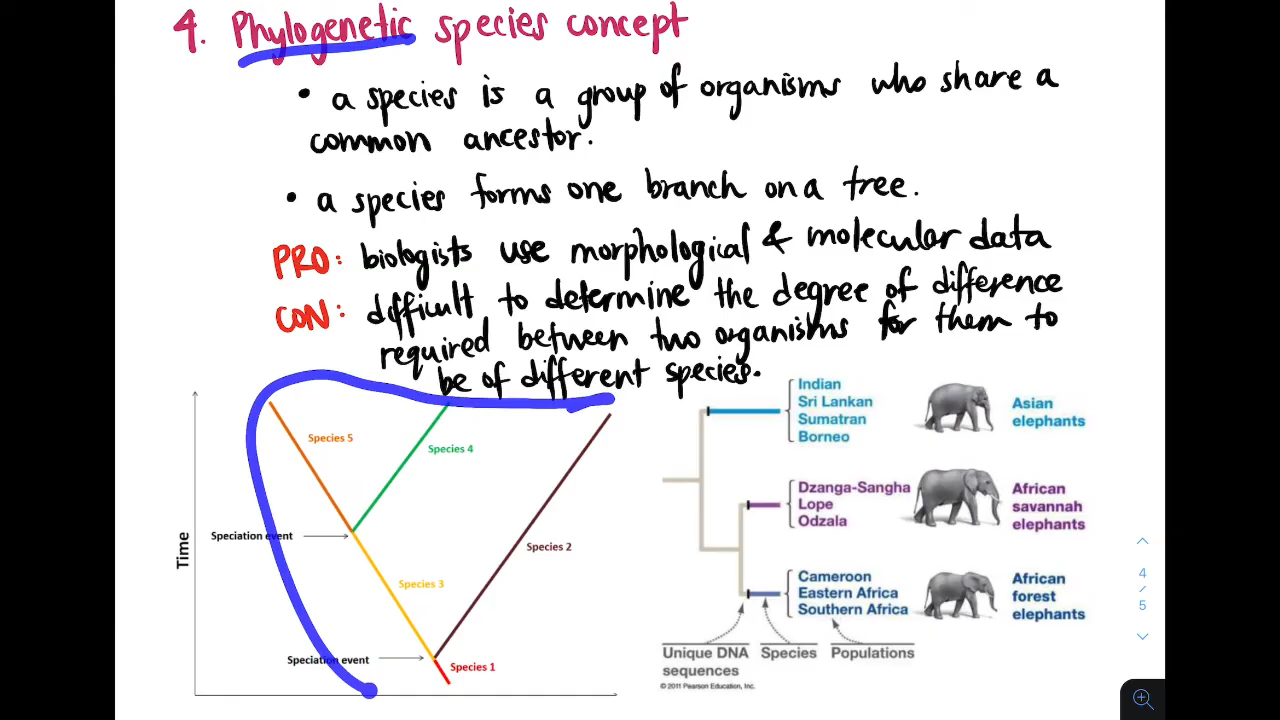 4. Phylogenetic species concept
• a species is a group of organisms who share a
common ancestor.
• a species forms one branch on a tree.
PRO: biologists use morphological & molecular data
CON: difficult to determine the degree of difference
required between two organisms for them to
be of different species.
Time
Species 5
Species 4
Speciation event
Species 2
Species 3
Speciation event
Species 1
Indian
Sri Lankan
Sumatran
Borneo
Asian
elephants
Dzanga-Sangha
Lope
Odzala
African
savannah
elephants
Cameroon
Eastern Africa
Southern Africa
African
forest
elephants
Unique DNA
sequences
Species
Populations
© 2011 Pearson Education, Inc.
4
/
5